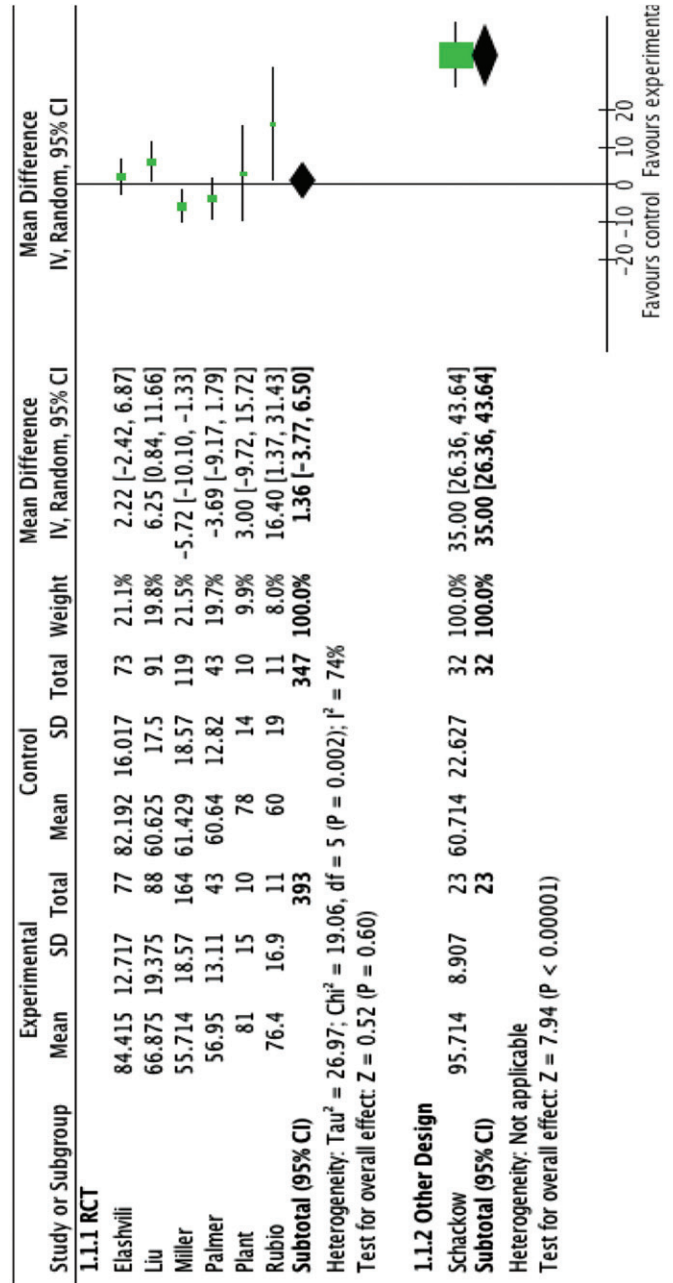 Experimental Control Mean Difference Mean Difference
Study or Subgroup Mean SD Total Mean SD Total Weight IV, Random, 95% CI IV, Random, 95% CI
1.1.1 RCT
Elashvili 84.415 12.717 77 82.192 16.017 73 21.1% 2.22 [−2.42, 6.87]
Liu 66.875 19.375 88 60.625 17.5 91 19.8% 6.25 [0.84, 11.66]
Miller 55.714 18.57 164 61.429 18.57 119 21.5% −5.72 [−10.10, −1.33]
Palmer 56.95 13.11 43 60.64 12.82 43 19.7% −3.69 [−9.17, 1.79]
Plant 81 15 10 78 14 10 9.9% 3.00 [−9.72, 15.72]
Rubio 76.4 16.9 11 60 19 11 8.0% 16.40 [1.37, 31.43]
Subtotal (95% CI) 393 347 100.0% 1.36 [−3.77, 6.50]
Heterogeneity: Tau² = 26.97; Chi² = 19.06, df = 5 (P = 0.002); I² = 74%
Test for overall effect: Z = 0.52 (P = 0.60)
1.1.2 Other Design
Schackow 95.714 8.907 23 60.714 22.627 32 100.0% 35.00 [26.36, 43.64]
Subtotal (95% CI) 23 32 100.0% 35.00 [26.36, 43.64]
Heterogeneity: Not applicable
Test for overall effect: Z = 7.94 (P < 0.00001)
−20 −10 0 10 20
Favours control Favours experimenta